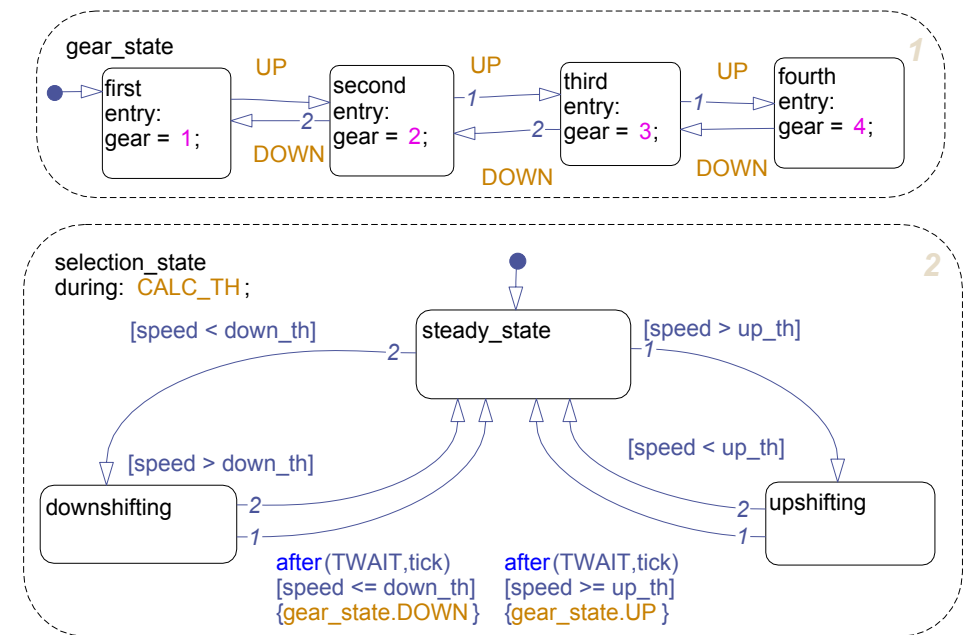 gear_state
1
first
entry:
gear = 1;
UP
DOWN
2
second
entry:
gear = 2;
UP
1
2
DOWN
third
entry:
gear = 3;
UP
1
DOWN
fourth
entry:
gear = 4;
selection_state
during: CALC_TH;
2
[speed < down_th]
2
steady_state
[speed > up_th]
1
[speed > down_th]
[speed < up_th]
downshifting
2
1
upshifting
2
1
after(TWAIT,tick)
[speed <= down_th]
{gear_state.DOWN}
after(TWAIT,tick)
[speed >= up_th]
{gear_state.UP}